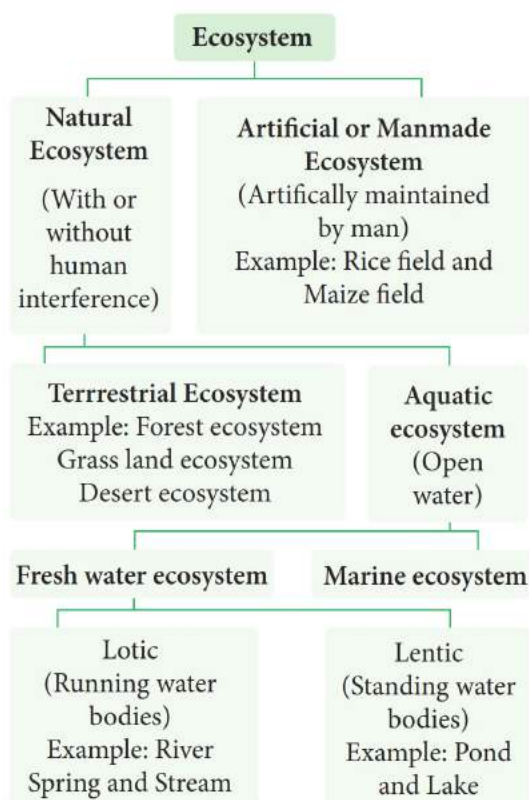 Ecosystem
Natural
Ecosystem
(With or
without
human
interference)
Artificial or Manmade
Ecosystem
(Artifically maintained
by man)
Example: Rice field and
Maize field
Terrrestrial Ecosystem
Example: Forest ecosystem
Grass land ecosystem
Desert ecosystem
Aquatic
ecosystem
(Open
water)
Fresh water ecosystem
Marine ecosystem
Lotic
(Running water
bodies)
Example: River
Spring and Stream
Lentic
(Standing water
bodies)
Example: Pond
and Lake